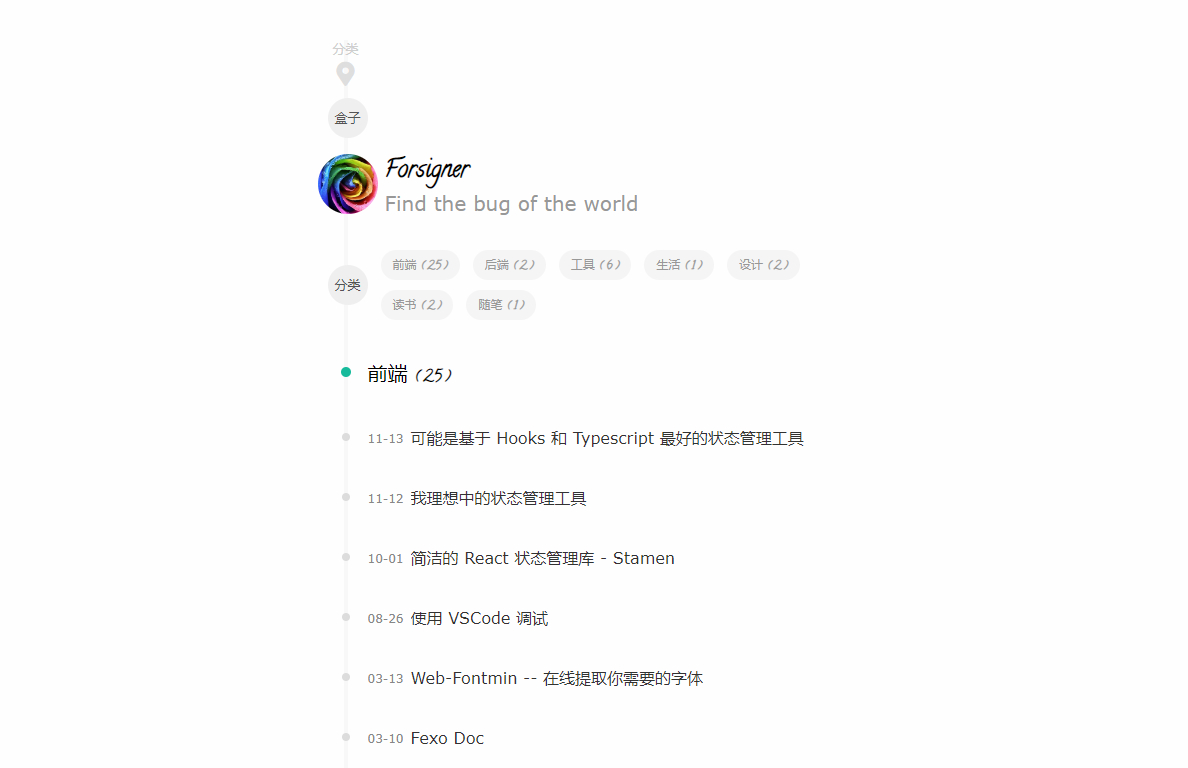 分类
盒子
Forsigner
Find the bug of the world
前端（25） 后端（2） 工具（6） 生活（1） 设计（2）
分类
读书（2） 随笔（1）
前端（25）
11-13 可能是基于 Hooks 和 Typescript 最好的状态管理工具
11-12 我理想中的状态管理工具
10-01 简洁的 React 状态管理库 - Stamen
08-26 使用 VSCode 调试
03-13 Web-Fontmin -- 在线提取你需要的字体
03-10 Fexo Doc